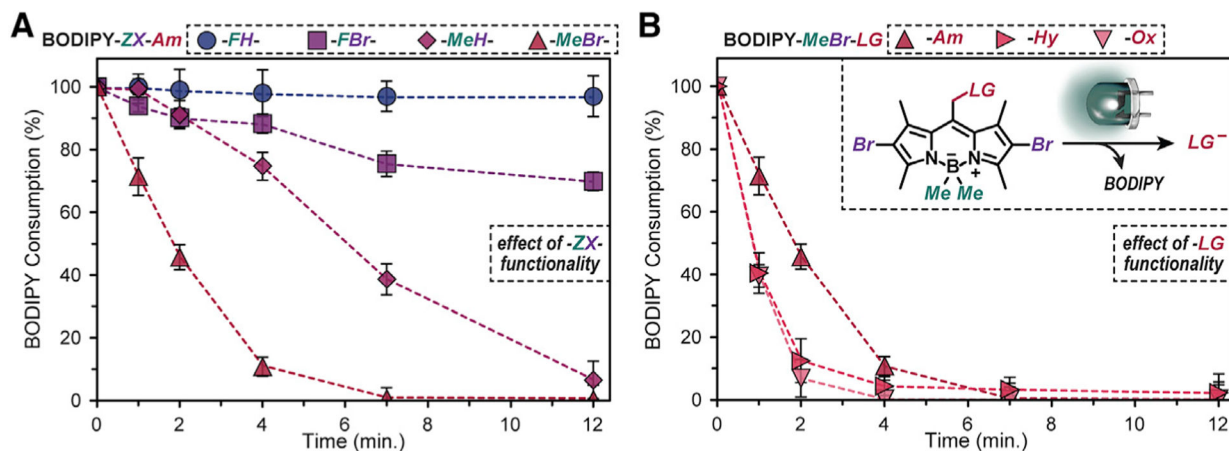 A
BODIPY-ZX-Am
-FH-
-FBr-
-MeH-
-MeBr-
BODIPY Consumption (%)
100
80
60
40
20
0
0
2
4
6
8
10
12
Time (min.)
effect of -ZX-
functionality
B
BODIPY-MeBr-LG
-Am
-Hy
-Ox
BODIPY Consumption (%)
100
80
60
40
20
0
0
2
4
6
8
10
12
Time (min.)
LG
Br
N
B
N
+
Br
Me Me
LG−
BODIPY
effect of -LG
functionality